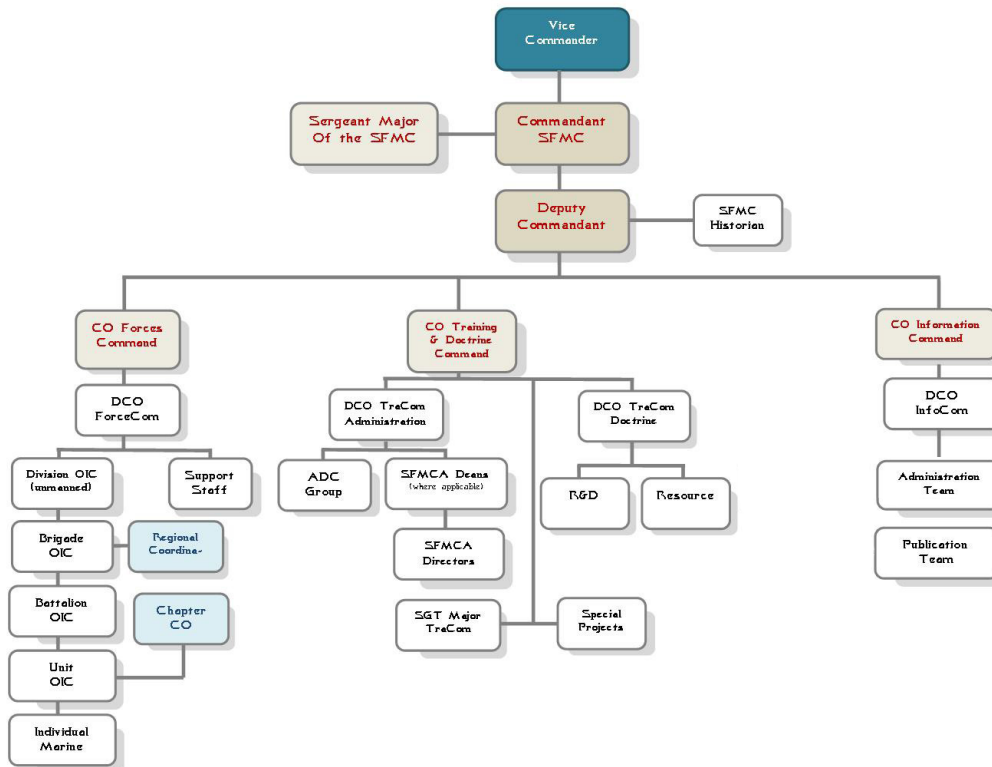 Vice
Commander
Sergeant Major
Of the SFMC
Commandant
SFMC
Deputy
Commandant
SFMC
Historian
CO Forces
Command
CO Training
& Doctrine
Command
CO Information
Command
DCO
ForceCom
DCO TraCom
Administration
DCO TraCom
Doctrine
DCO
InfoCom
Division OIC
(unmanned)
Support
Staff
ADC
Group
SFMCA Deans
(where applicable)
R&D
Resource
Administration
Team
Brigade
OIC
Regional
Coordina-
SFMCA
Directors
Publication
Team
Battalion
OIC
Chapter
CO
SGT Major
TraCom
Special
Projects
Unit
OIC
Individual
Marine